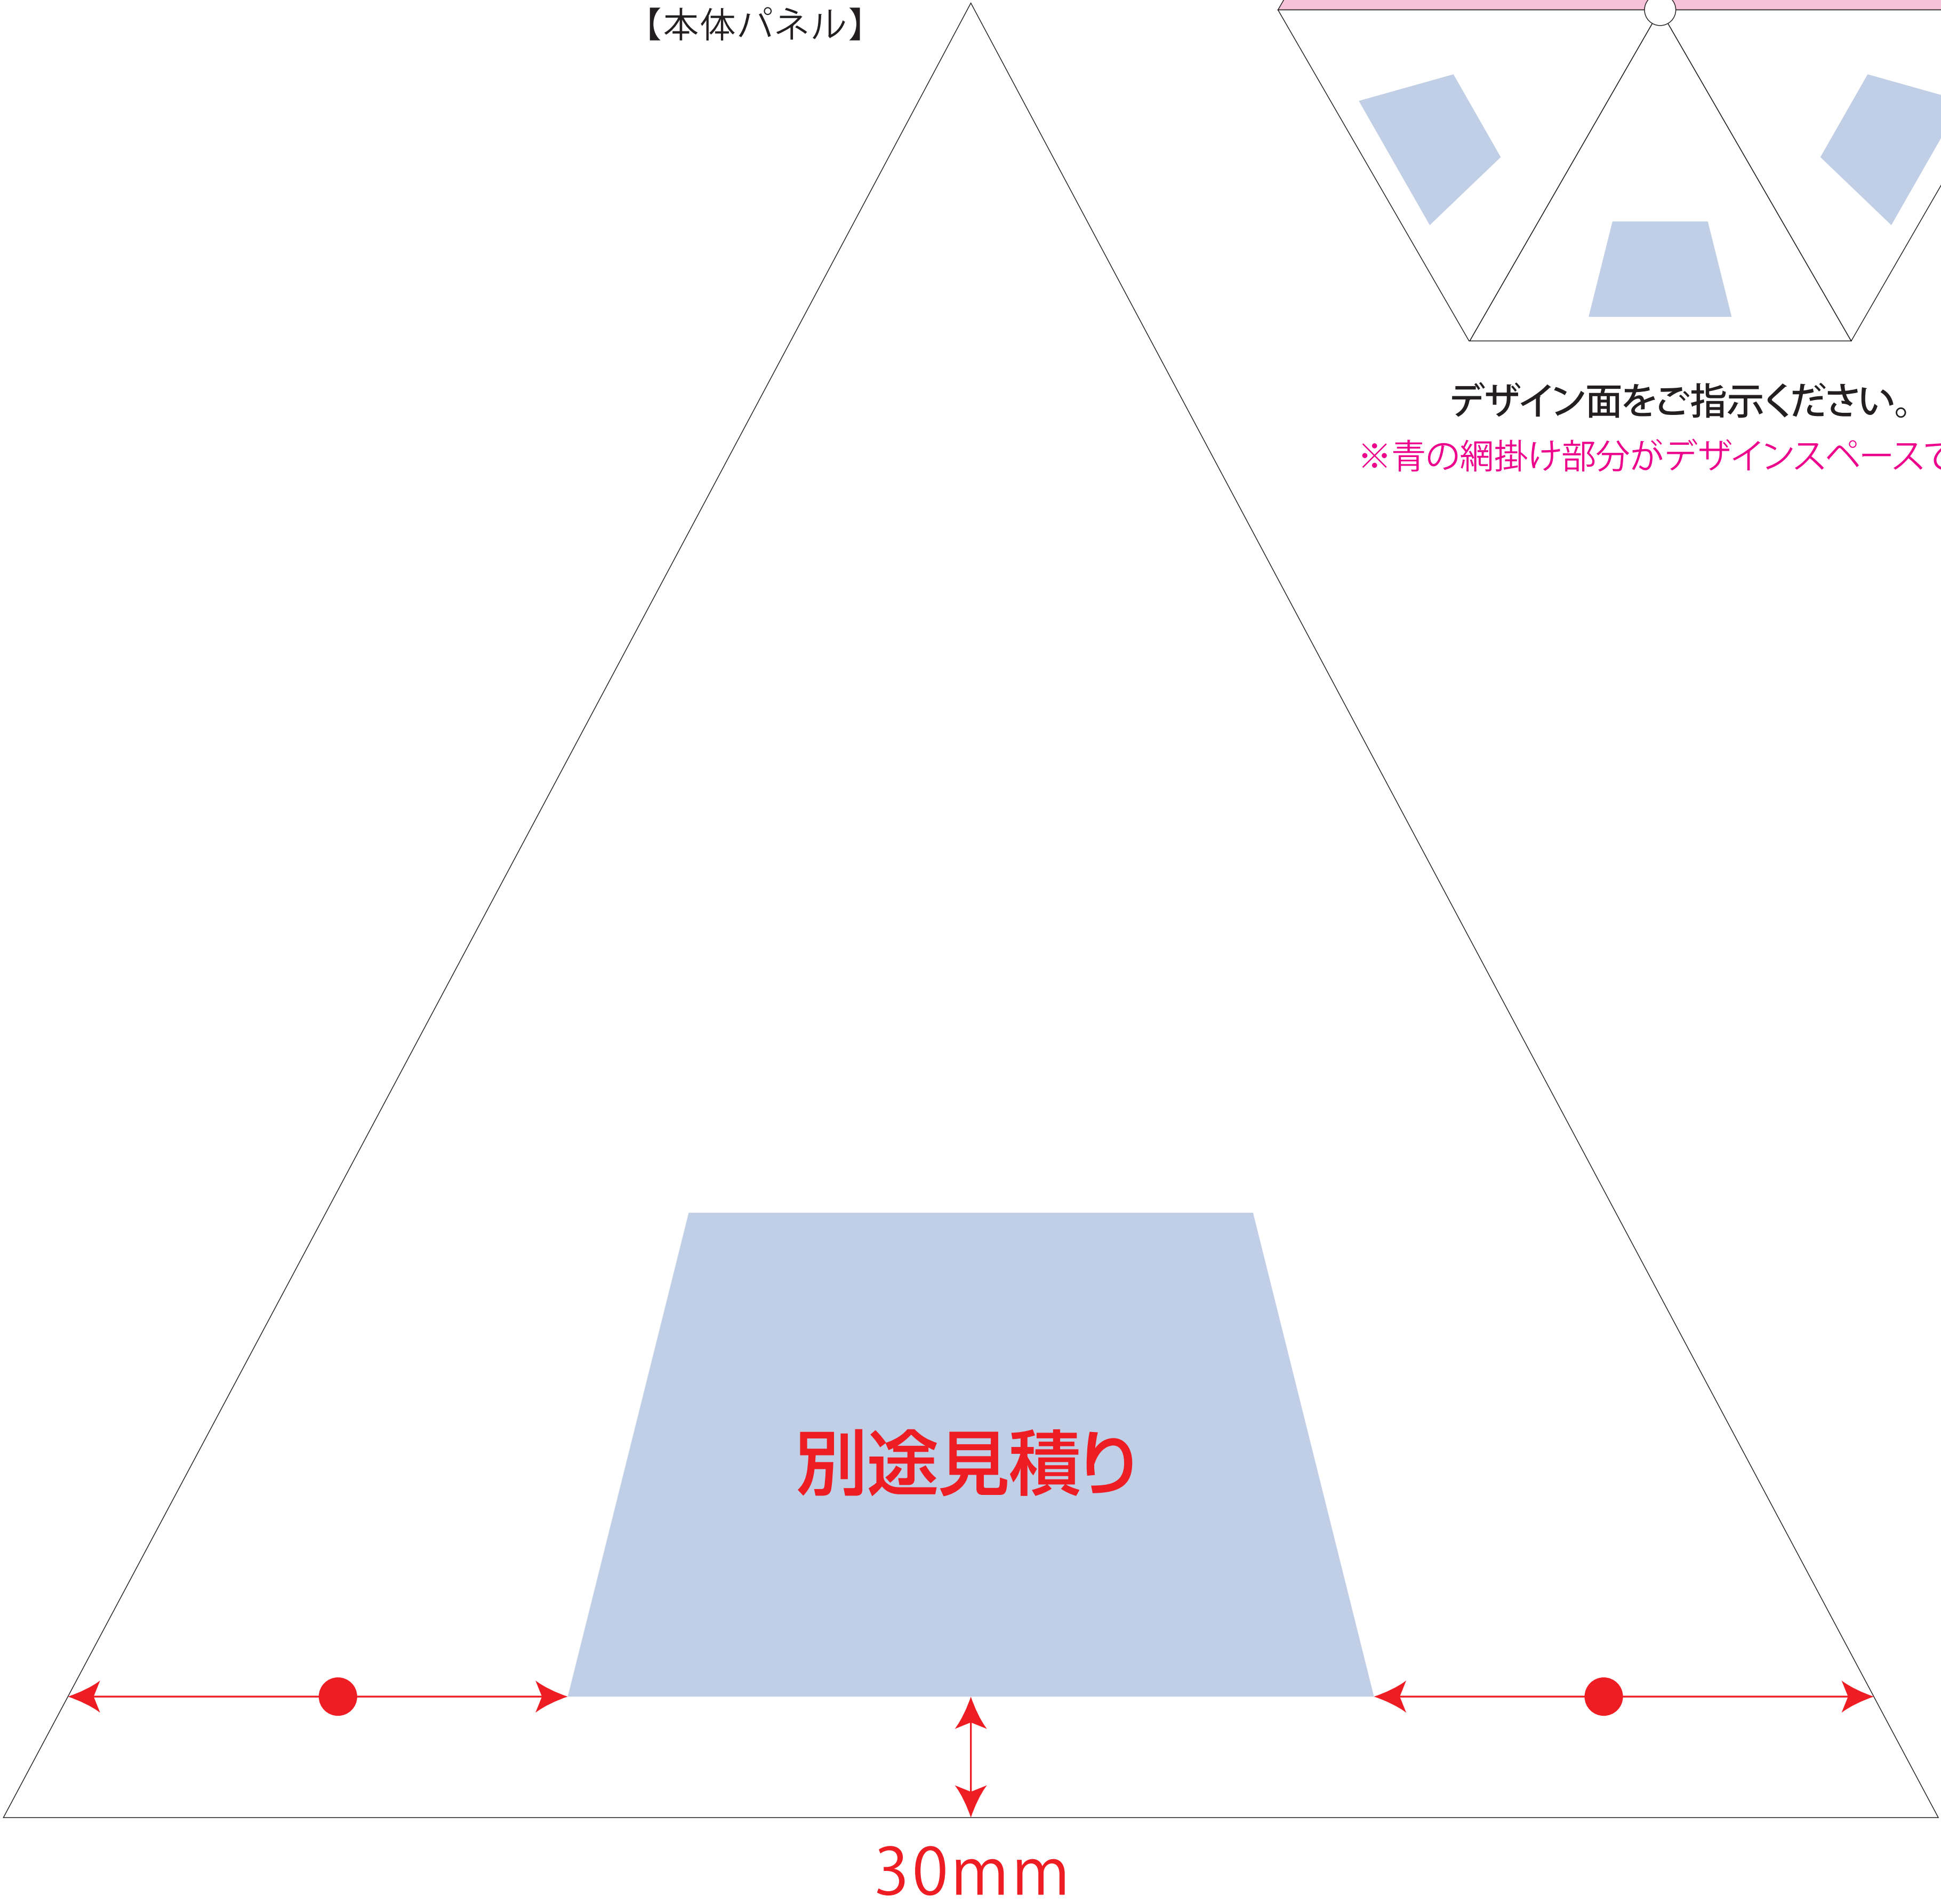 【本体パネル】
デザイン面をご指示ください。
※青の網掛け部分がデザインスペースで
別途見積り
30mm